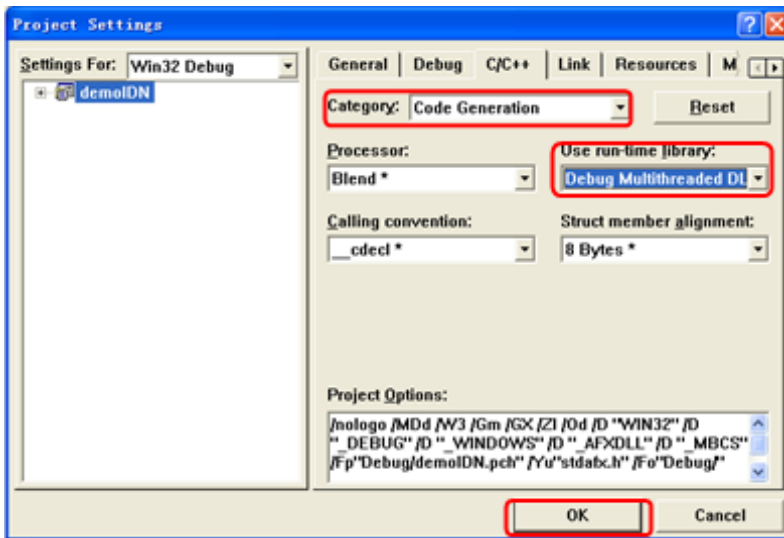 Project Settings
Settings For: Win32 Debug
demoIDN
General Debug C/C++ Link Resources M
Category: Code Generation Reset
Processor: Use run-time library:
Blend * Debug Multithreaded DL
Calling convention: Struct member alignment:
__cdecl * 8 Bytes *
Project Options:
/nologo /MDd /W3 /Gm /GX /ZI /Od /D "WIN32" /D
"_DEBUG" /D "_WINDOWS" /D "_AFXDLL" /D "_MBCS"
/Fp"Debug/demoIDN.pch" /Yu"stdafx.h" /Fo"Debug/"
OK Cancel